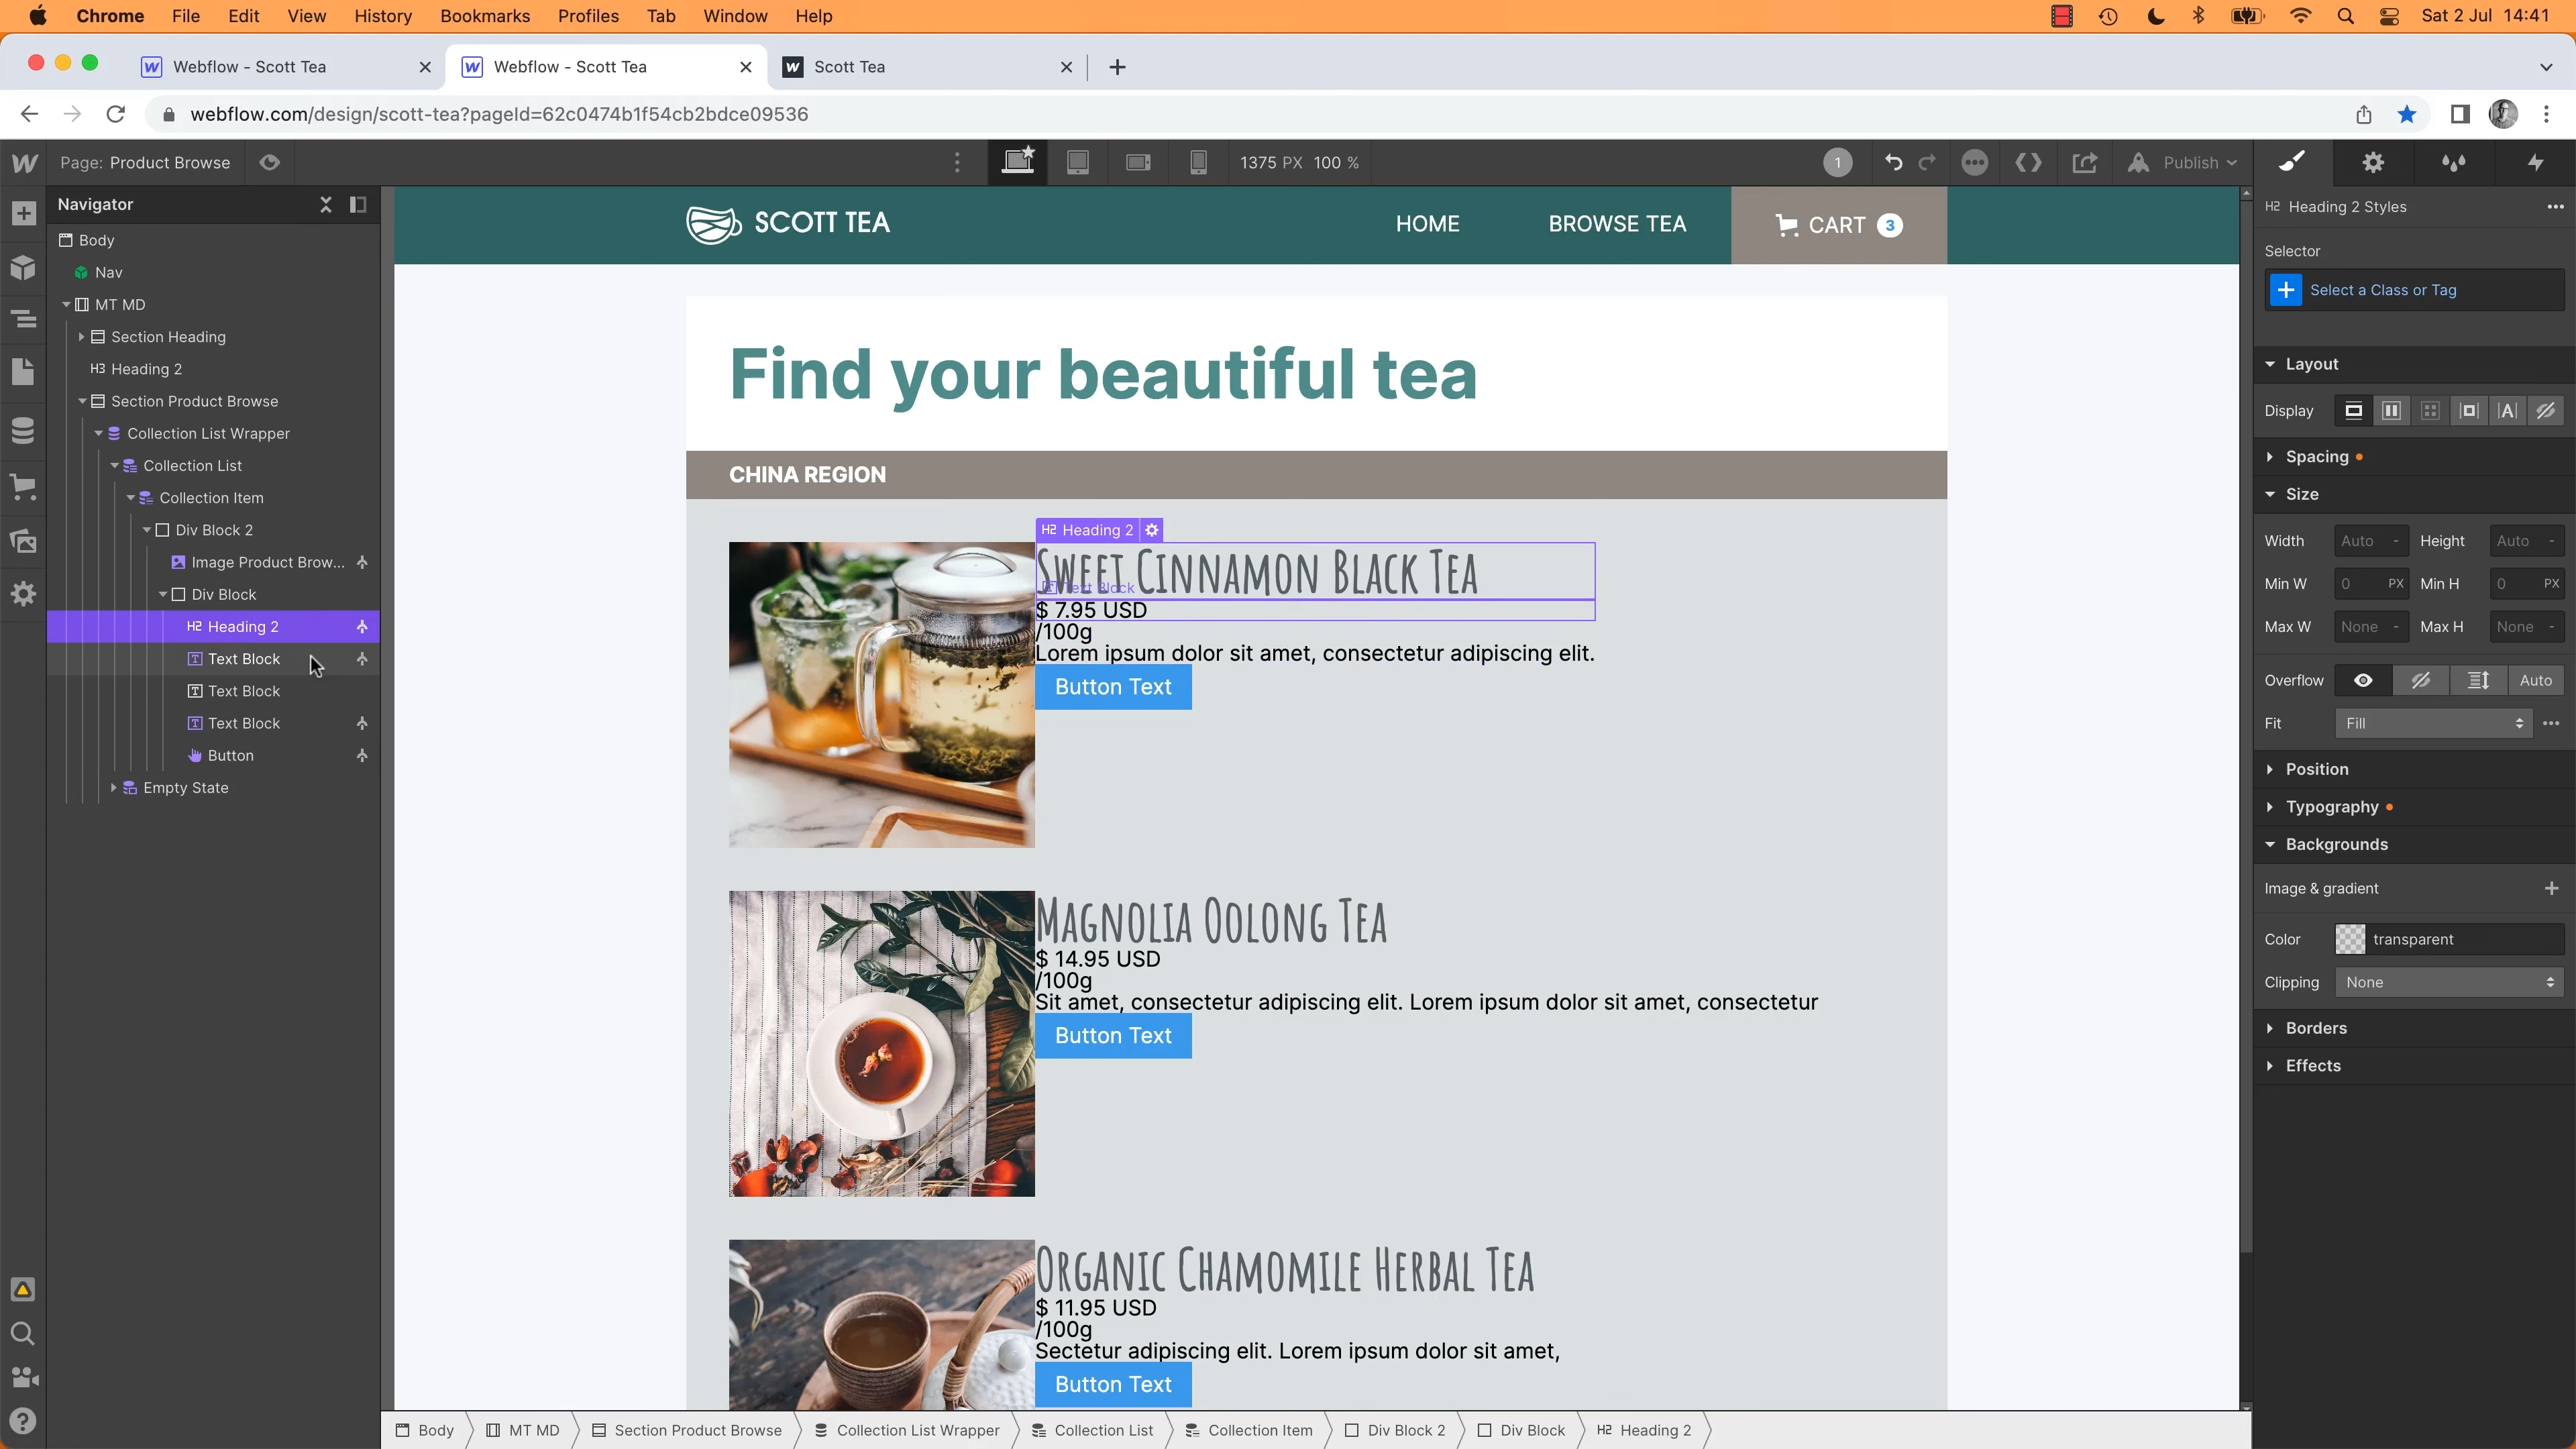 Chrome File Edit View History Bookmarks Profiles Tab Window Help Sat 2 Jul 14:41
Webflow - Scott Tea Webflow - Scott Tea Scott Tea
webflow.com/design/scott-tea?pageId=62c0474b1f54cb2bdce09536
Page: Product Browse 1375 PX 100 % 1 Publish
Navigator
Body
Nav
MT MD
Section Heading
H3 Heading 2
Section Product Browse
Collection List Wrapper
Collection List
Collection Item
Div Block 2
Image Product Brow...
Div Block
H2 Heading 2
Text Block
Text Block
Text Block
Button
Empty State
SCOTT TEA HOME BROWSE TEA CART 3
Find your beautiful tea
CHINA REGION
H2 Heading 2
Sweet Cinnamon Black Tea
Text Block
$ 7.95 USD
/100g
Lorem ipsum dolor sit amet, consectetur adipiscing elit.
Button Text
Magnolia Oolong Tea
$ 14.95 USD
/100g
Sit amet, consectetur adipiscing elit. Lorem ipsum dolor sit amet, consectetur
Button Text
Organic Chamomile Herbal Tea
$ 11.95 USD
/100g
Sectetur adipiscing elit. Lorem ipsum dolor sit amet,
Button Text
Body MT MD Section Product Browse Collection List Wrapper Collection List Collection Item Div Block 2 Div Block H2 Heading 2
H2 Heading 2 Styles
Selector
Select a Class or Tag
Layout
Display
Spacing
Size
Width Auto - Height Auto -
Min W 0 PX Min H 0 PX
Max W None - Max H None -
Overflow Auto
Fit Fill
Position
Typography
Backgrounds
Image & gradient
Color transparent
Clipping None
Borders
Effects